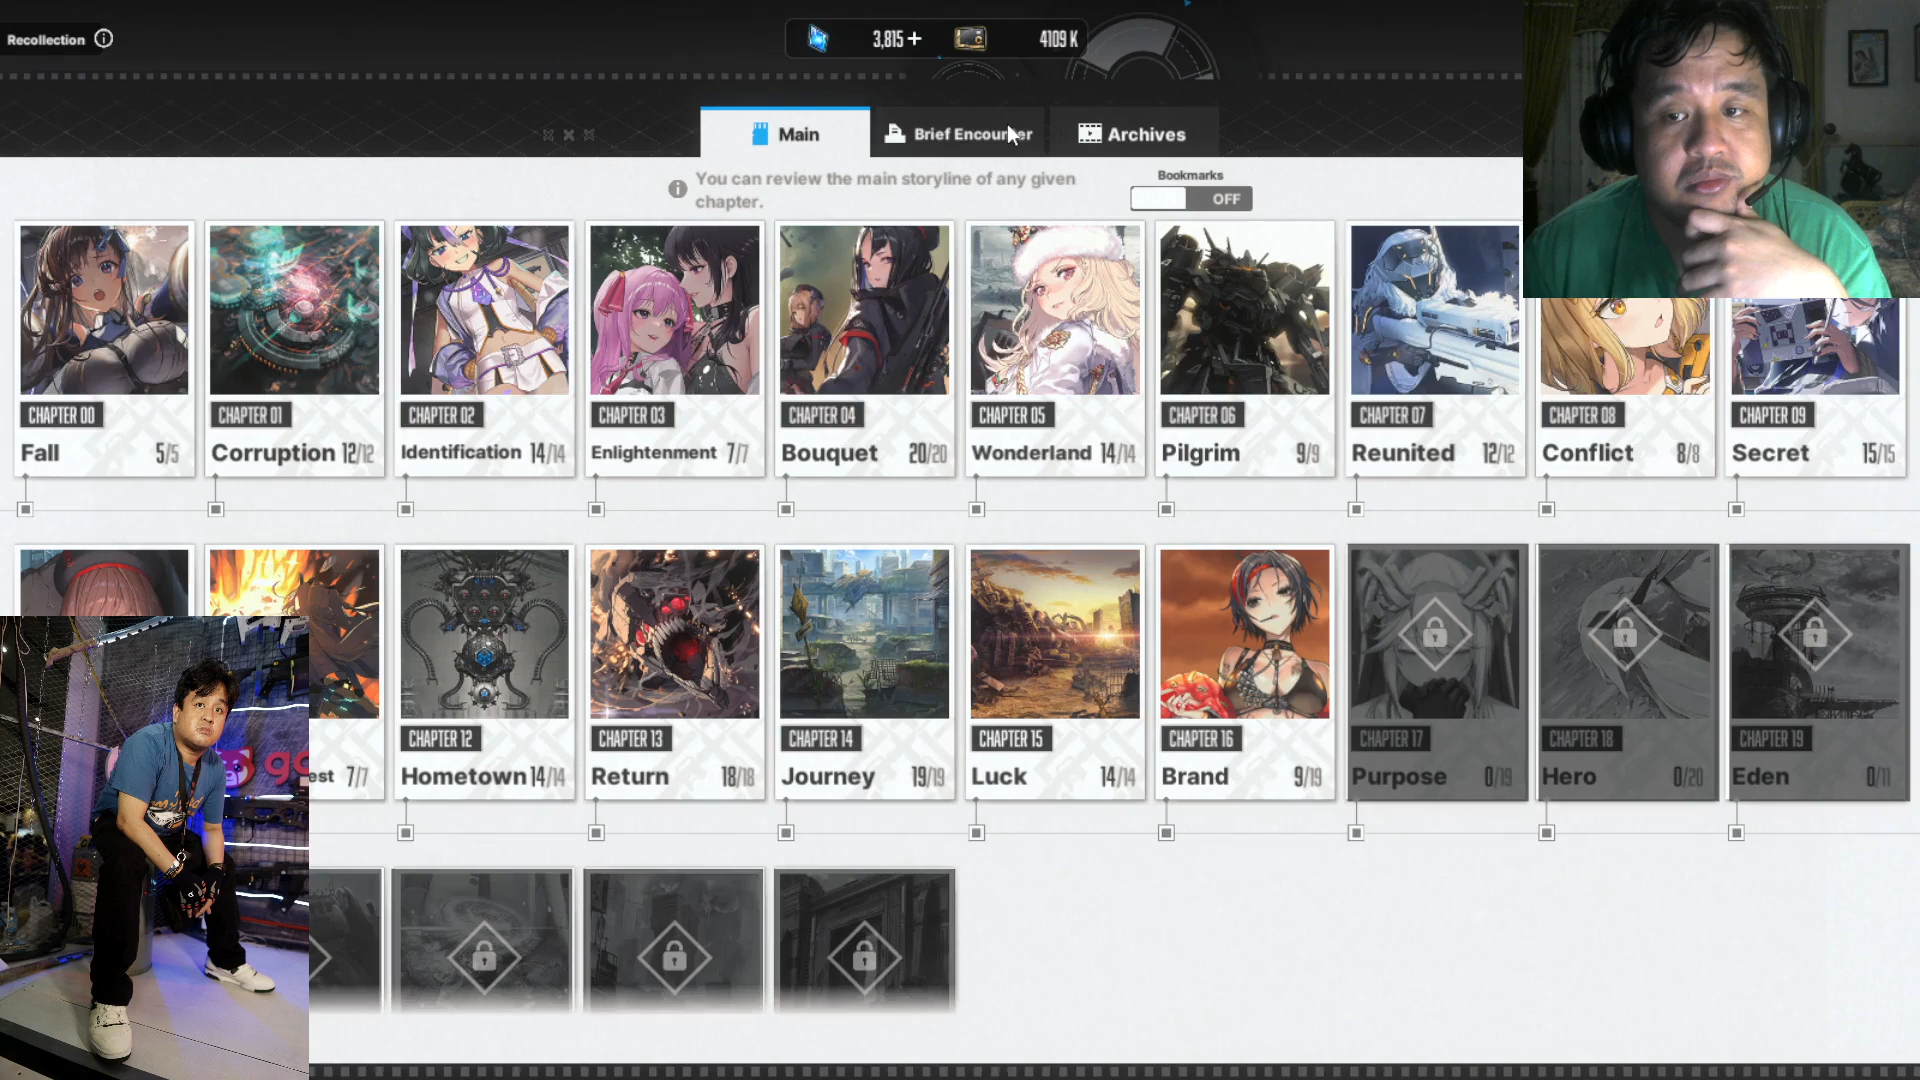 Recollection
3,815 +
4109 K
Main
Archives
You can review the main storyline of any given
chapter.
Bookmarks
OFF
CHAPTER 00
Fall 5/5
CHAPTER 01
Corruption 12/12
CHAPTER 02
Identification 14/14
CHAPTER 03
Enlightenment 7/7
CHAPTER 04
Bouquet 20/20
CHAPTER 05
Wonderland 14/14
CHAPTER 06
Pilgrim 9/9
CHAPTER 07
Reunited 12/12
CHAPTER 08
Conflict 8/8
CHAPTER 09
Secret 15/15
est 7/7
CHAPTER 12
Hometown 14/14
CHAPTER 13
Return 18/18
CHAPTER 14
Journey 19/19
CHAPTER 15
Luck 14/14
CHAPTER 16
Brand 9/19
CHAPTER 17
Purpose 0/19
CHAPTER 18
Hero 0/20
CHAPTER 19
Eden 0/11